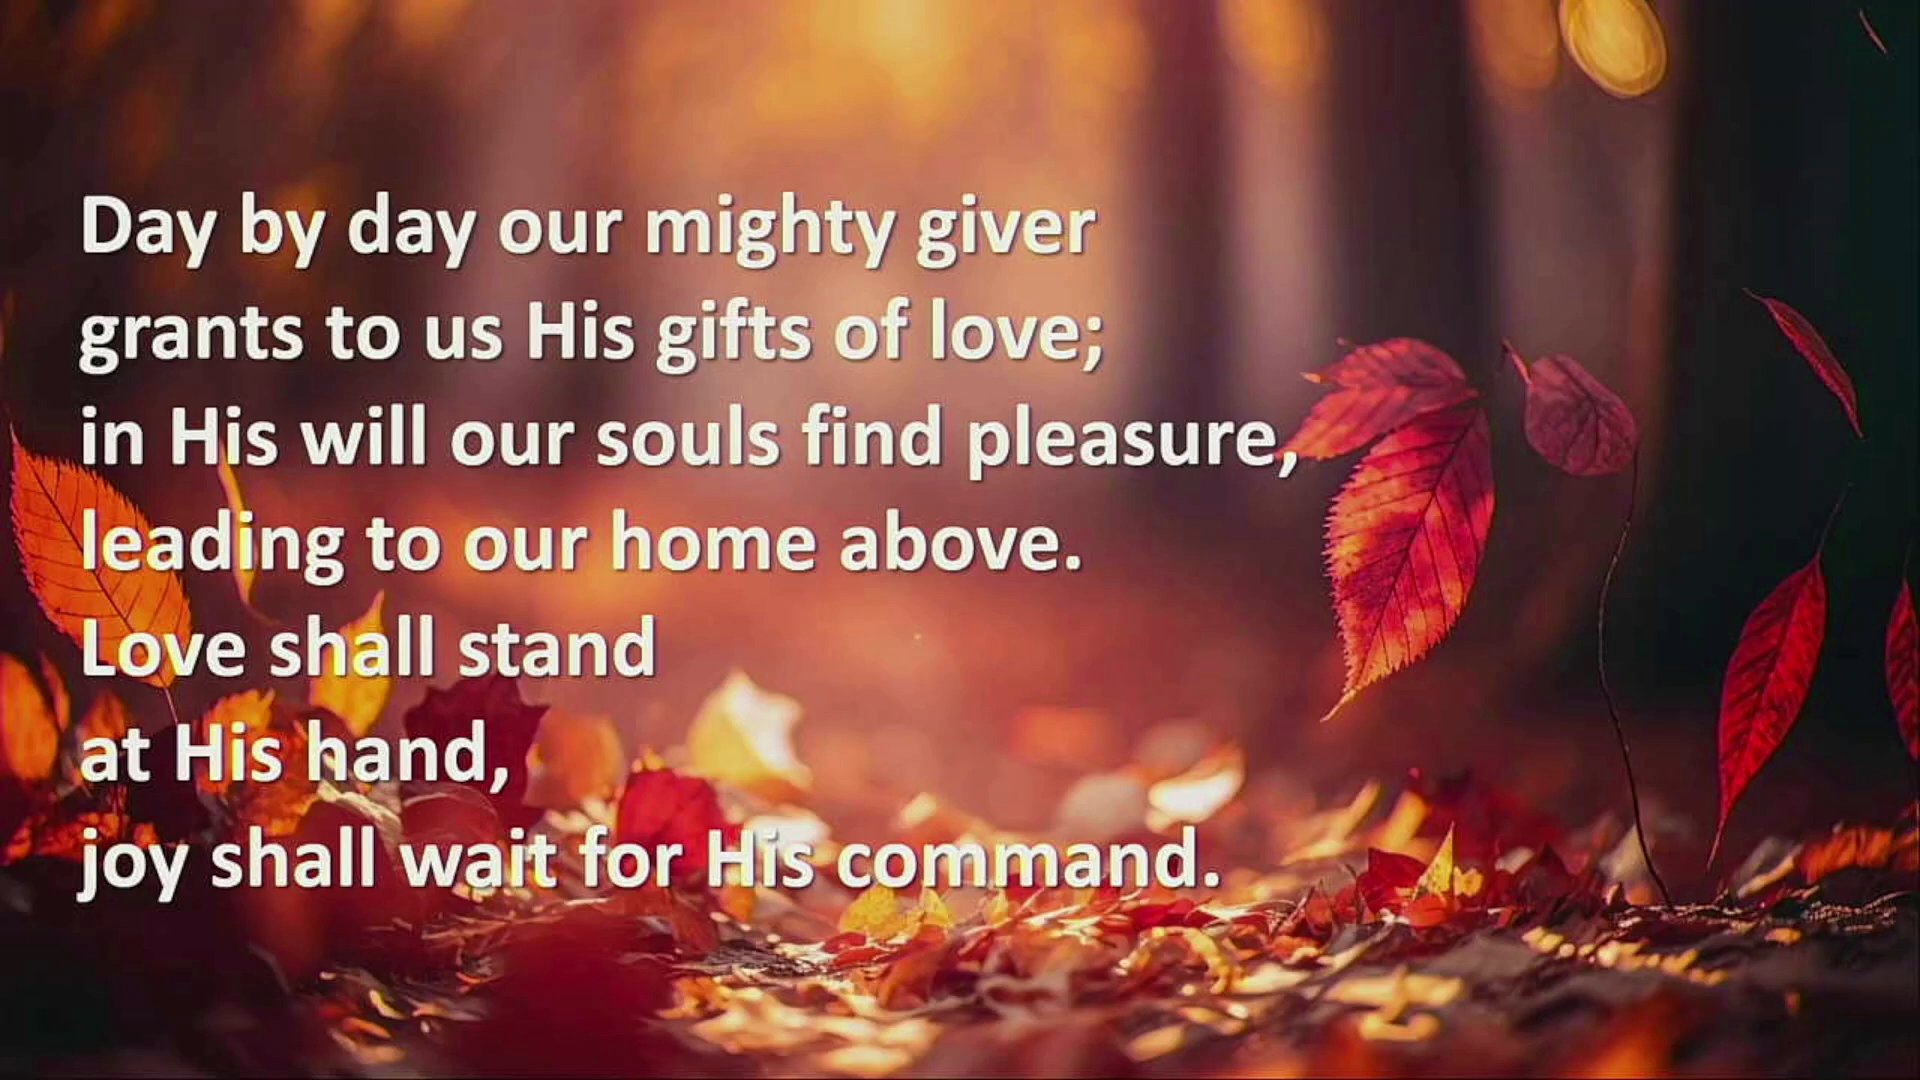 Day by day our mighty giver
grants to us His gifts of love;
in His will our souls find pleasure,
leading to our home above.
Love shall stand
at His hand,
joy shall wait for His command.